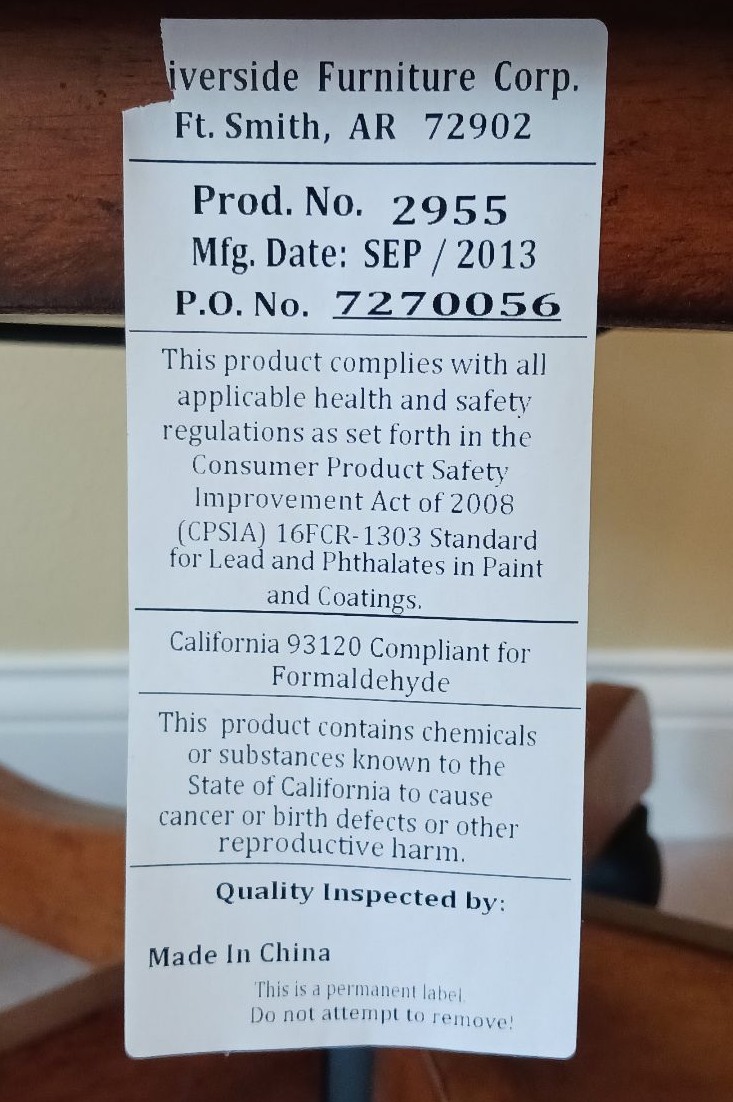 iverside Furniture Corp.
Ft. Smith, AR 72902
Prod. No. 2955
Mfg. Date: SEP / 2013
P.O. No. 7270056
This product complies with all
applicable health and safety
regulations as set forth in the
Consumer Product Safety
Improvement Act of 2008
(CPSIA) 16FCR-1303 Standard
for Lead and Phthalates in Paint
and Coatings.
California 93120 Compliant for
Formaldehyde
This product contains chemicals
or substances known to the
State of California to cause
cancer or birth defects or other
reproductive harm.
Quality Inspected by:
Made In China
This is a permanent label.
Do not attempt to remove!